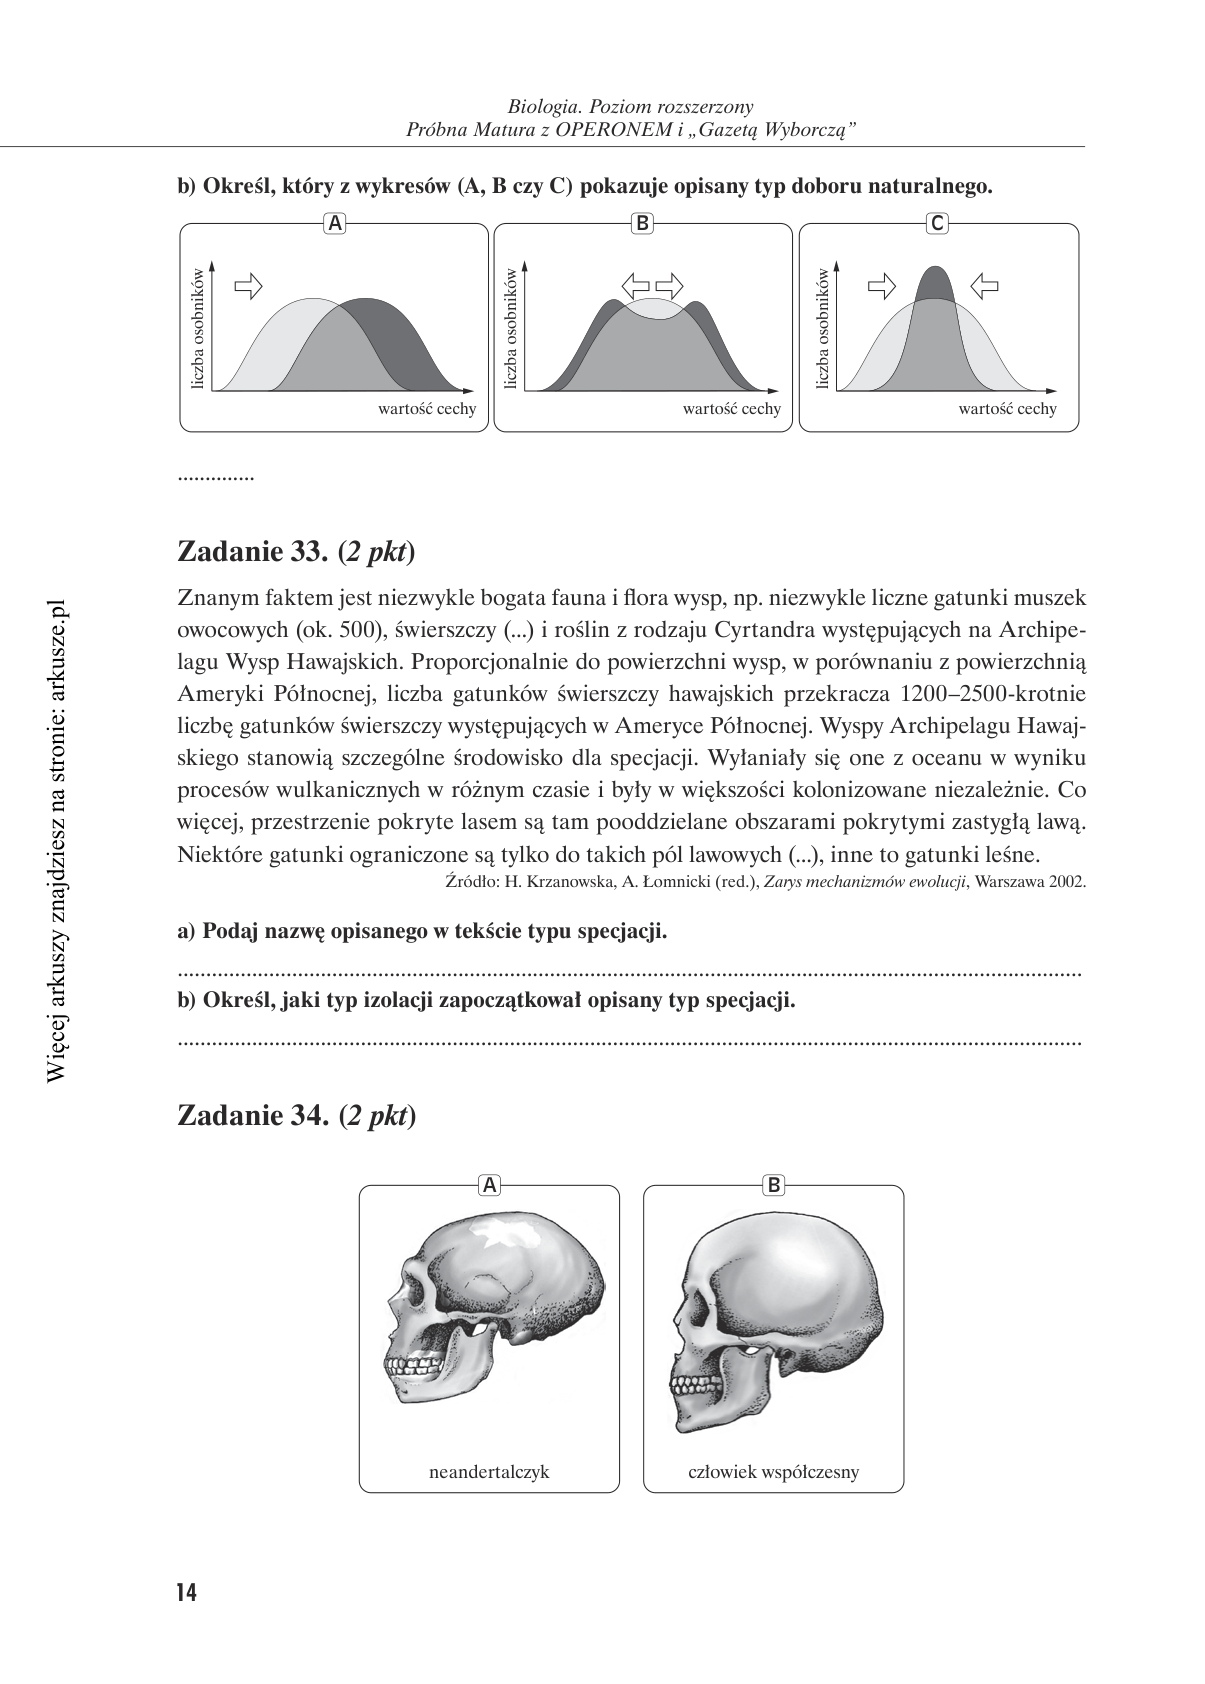 Biologia. Poziom rozszerzony
Próbna Matura z OPERONEM i „Gazetą Wyborczą”
b) Określ, który z wykresów (A, B czy C) pokazuje opisany typ doboru naturalnego.
A
liczba osobników
wartość cechy
B
liczba osobników
wartość cechy
C
liczba osobników
wartość cechy
..............
Zadanie 33. (2 pkt)
Znanym faktem jest niezwykle bogata fauna i flora wysp, np. niezwykle liczne gatunki muszek
owocowych (ok. 500), świerszczy (...) i roślin z rodzaju Cyrtandra występujących na Archipe-
lagu Wysp Hawajskich. Proporcjonalnie do powierzchni wysp, w porównaniu z powierzchnią
Ameryki Północnej, liczba gatunków świerszczy hawajskich przekracza 1200–2500-krotnie
liczbę gatunków świerszczy występujących w Ameryce Północnej. Wyspy Archipelagu Hawaj-
skiego stanowią szczególne środowisko dla specjacji. Wyłaniały się one z oceanu w wyniku
procesów wulkanicznych w różnym czasie i były w większości kolonizowane niezależnie. Co
więcej, przestrzenie pokryte lasem są tam pooddzielane obszarami pokrytymi zastygłą lawą.
Niektóre gatunki ograniczone są tylko do takich pól lawowych (...), inne to gatunki leśne.
Źródło: H. Krzanowska, A. Łomnicki (red.), Zarys mechanizmów ewolucji, Warszawa 2002.
a) Podaj nazwę opisanego w tekście typu specjacji.
b) Określ, jaki typ izolacji zapoczątkował opisany typ specjacji.
Zadanie 34. (2 pkt)
A
neandertalczyk
B
człowiek współczesny
14
Więcej arkuszy znajdziesz na stronie: arkusze.pl